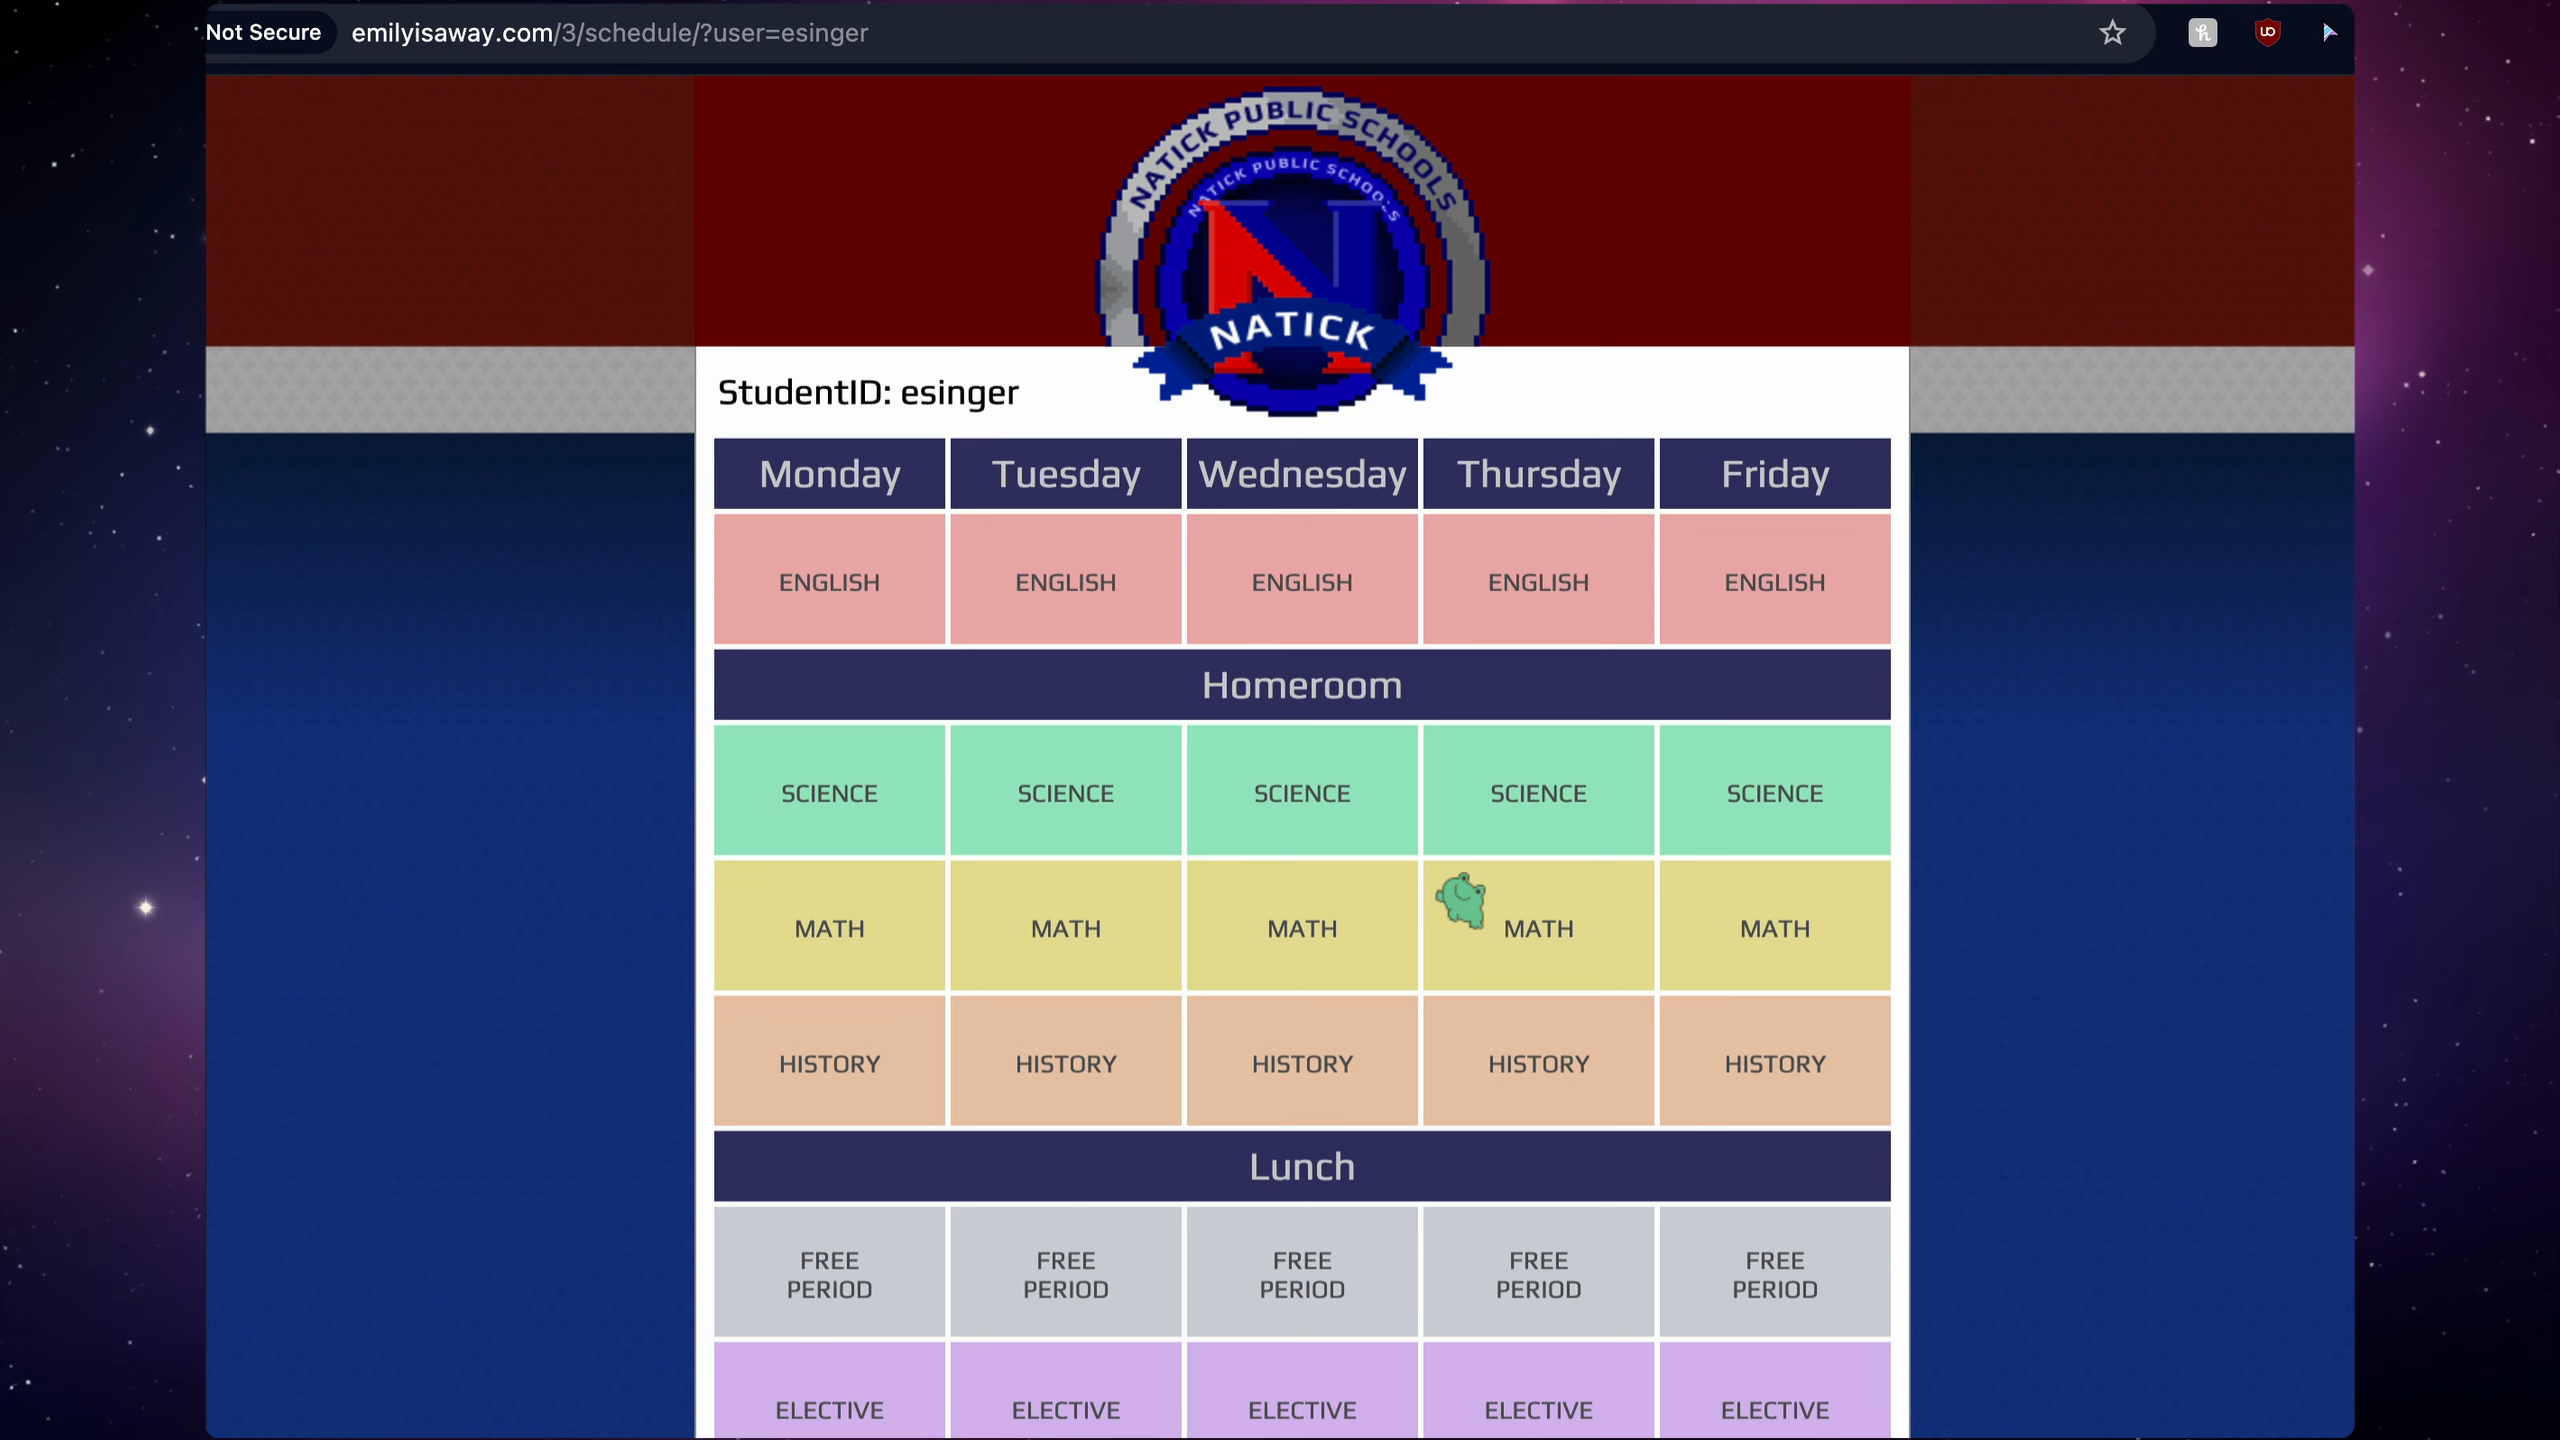 Not Secure emilyisaway.com/3/schedule/?user=esinger
NATICK PUBLIC SCHOOLS
NATICK PUBLIC SCHOOLS
N
NATICK
StudentID: esinger
Monday Tuesday Wednesday Thursday Friday
ENGLISH ENGLISH ENGLISH ENGLISH ENGLISH
Homeroom
SCIENCE SCIENCE SCIENCE SCIENCE SCIENCE
MATH MATH MATH MATH MATH
HISTORY HISTORY HISTORY HISTORY HISTORY
Lunch
FREE PERIOD FREE PERIOD FREE PERIOD FREE PERIOD FREE PERIOD
ELECTIVE ELECTIVE ELECTIVE ELECTIVE ELECTIVE